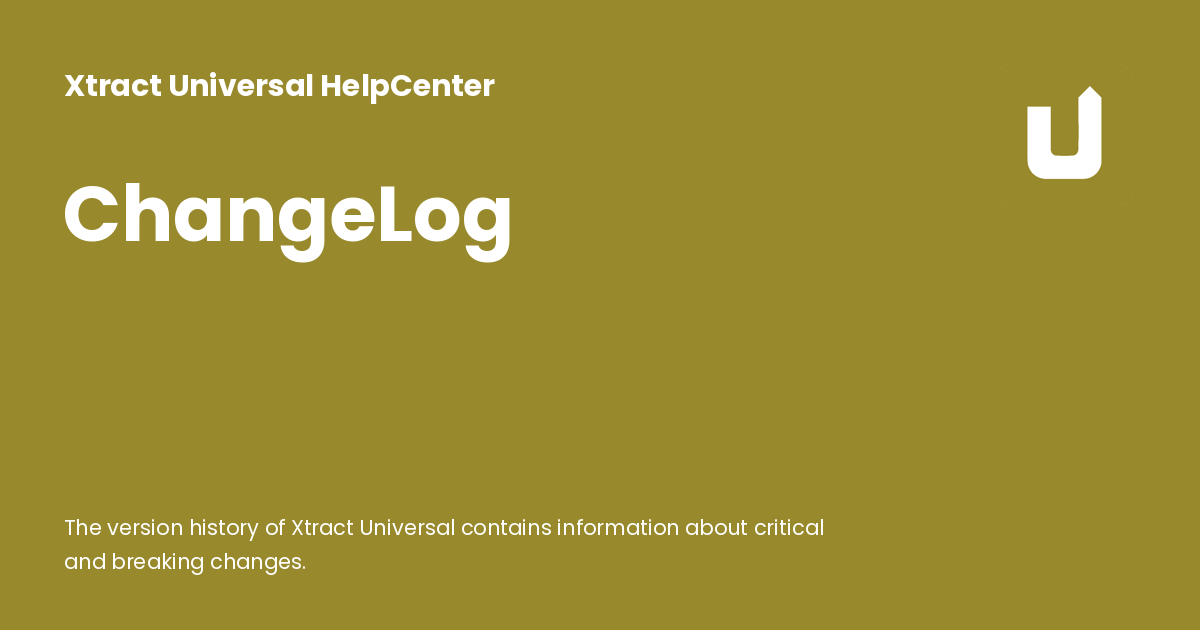 Xtract Universal HelpCenter
ChangeLog
The version history of Xtract Universal contains information about critical
and breaking changes.